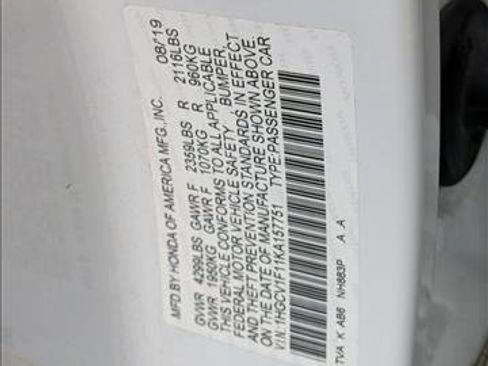 MFD BY HONDA OF AMERICA MFG., INC. 08/19
GVWR 4299LBS GAWR F 2359LBS R 2116LBS
GVWR 1950KG GAWR F 1070KG R 960KG
THIS VEHICLE CONFORMS TO ALL APPLICABLE
FEDERAL MOTOR VEHICLE SAFETY, BUMPER,
AND THEFT PREVENTION STANDARDS IN EFFECT
ON THE DATE OF MANUFACTURE SHOWN ABOVE.
V.I.N.:1HGCV1F11KA157751 TYPE:PASSENGER CAR
TVA K AB6 NH883P A A